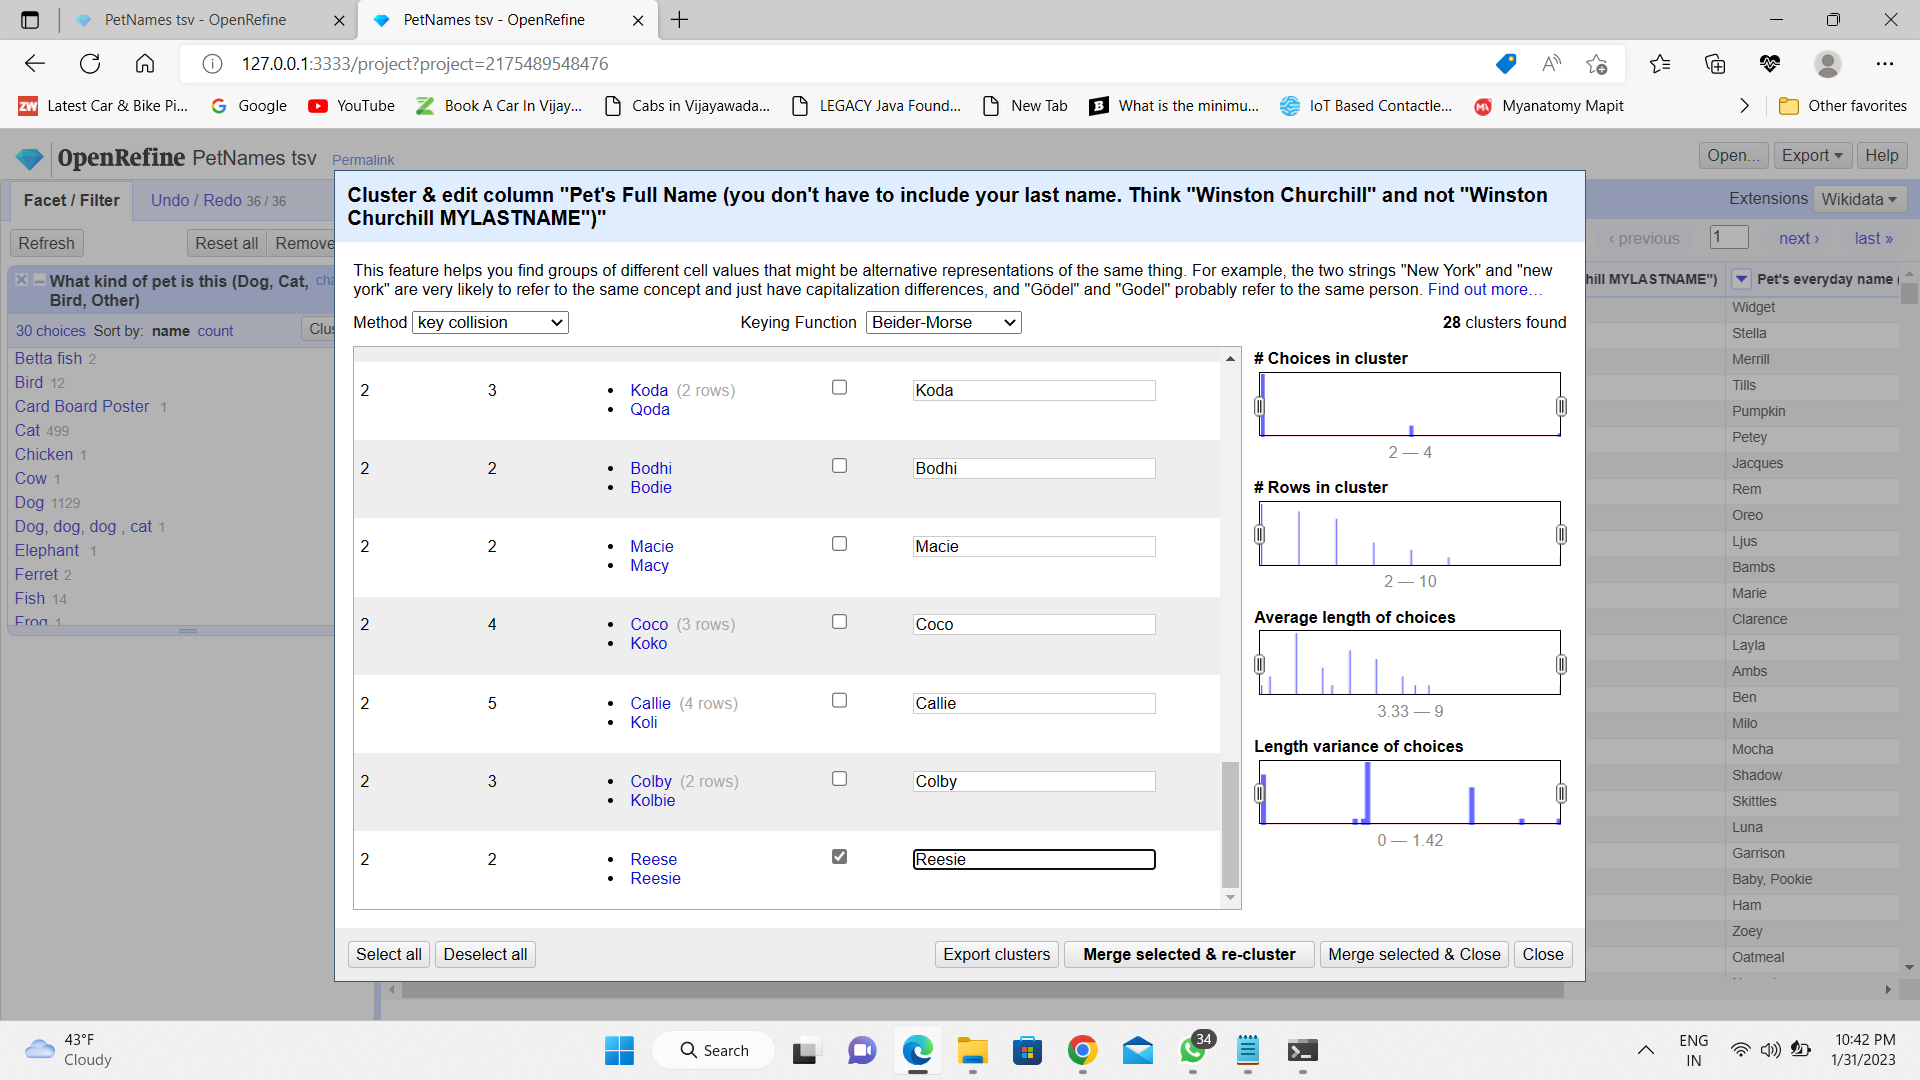 PetNames tsv - OpenRefine
PetNames tsv - OpenRefine
127.0.0.1:3333/project?project=2175489548476
Latest Car & Bike Pi...
Google
YouTube
Book A Car In Vijay...
Cabs in Vijayawada...
LEGACY Java Found...
New Tab
What is the minimu...
IoT Based Contactle...
Myanatomy Mapit
Other favorites
OpenRefine PetNames tsv Permalink
Open... Export Help
Facet / Filter Undo / Redo 36 / 36
Extensions Wikidata
Refresh Reset all Remove
‹ previous 1 next › last »
What kind of pet is this (Dog, Cat, Bird, Other) cha
30 choices Sort by: name count Clus
Betta fish 2
Bird 12
Card Board Poster 1
Cat 499
Chicken 1
Cow 1
Dog 1129
Dog, dog, dog , cat 1
Elephant 1
Ferret 2
Fish 14
Frog 1
Cluster & edit column "Pet's Full Name (you don't have to include your last name. Think "Winston Churchill" and not "Winston
Churchill MYLASTNAME")"
This feature helps you find groups of different cell values that might be alternative representations of the same thing. For example, the two strings "New York" and "new
york" are very likely to refer to the same concept and just have capitalization differences, and "Gödel" and "Godel" probably refer to the same person. Find out more...
Method key collision Keying Function Beider-Morse 28 clusters found
2 3 Koda (2 rows) Koda
Qoda
2 2 Bodhi Bodhi
Bodie
2 2 Macie Macie
Macy
2 4 Coco (3 rows) Coco
Koko
2 5 Callie (4 rows) Callie
Koli
2 3 Colby (2 rows) Colby
Kolbie
2 2 Reese Reesie
Reesie
# Choices in cluster
2 — 4
# Rows in cluster
2 — 10
Average length of choices
3.33 — 9
Length variance of choices
0 — 1.42
Select all Deselect all Export clusters Merge selected & re-cluster Merge selected & Close Close
hill MYLASTNAME") Pet's everyday name (
Widget
Stella
Merrill
Tills
Pumpkin
Petey
Jacques
Rem
Oreo
Ljus
Bambs
Marie
Clarence
Layla
Ambs
Ben
Milo
Mocha
Shadow
Skittles
Luna
Garrison
Baby, Pookie
Ham
Zoey
Oatmeal
43°F
Cloudy
Search
34
ENG
IN
10:42 PM
1/31/2023